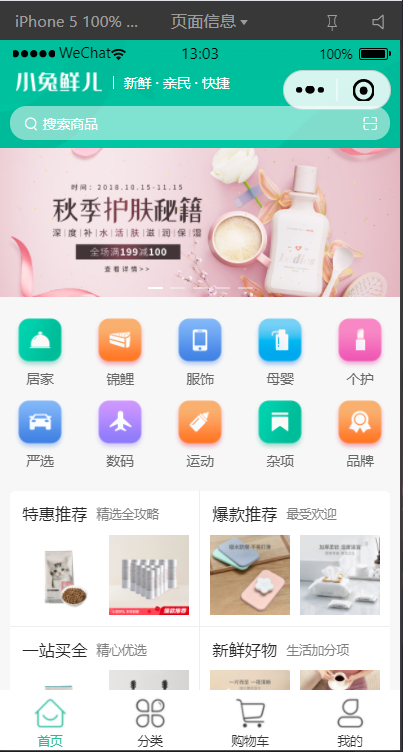 iPhone 5 100% ... 页面信息
WeChat 13:03 100%
小兔鲜儿 新鲜·亲民·快捷
搜索商品
时间：2018.10.15-11.15
秋季护肤秘籍
深度补水活肤滋润保湿
全场满199减100
查看详情>>
居家 锦鲤 服饰 母婴 个护
严选 数码 运动 杂项 品牌
特惠推荐 精选全攻略
爆款推荐 最受欢迎
一站买全 精心优选
新鲜好物 生活加分项
首页 分类 购物车 我的